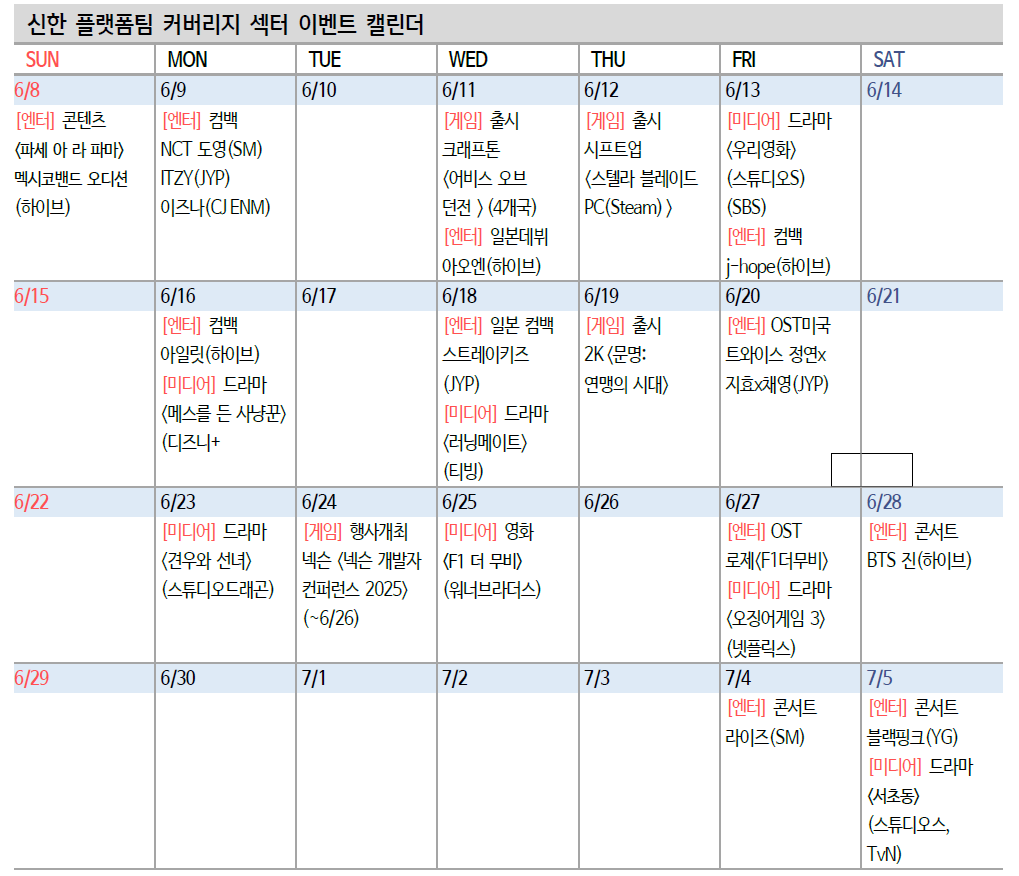 신한 플랫폼팀 커버리지 섹터 이벤트 캘린더
SUN MON TUE WED THU FRI SAT
6/8 6/9 6/10 6/11 6/12 6/13 6/14
[엔터] 콘텐츠
〈파세 아 라 파마〉
멕시코밴드 오디션
(하이브)
[엔터] 컴백
NCT 도영(SM)
ITZY(JYP)
이즈나(CJ ENM)
[게임] 출시
크래프톤
〈어비스 오브
던전 〉 (4개국)
[엔터] 일본데뷔
아오엔(하이브)
[게임] 출시
시프트업
〈스텔라 블레이드
PC(Steam) 〉
[미디어] 드라마
〈우리영화〉
(스튜디오S)
(SBS)
[엔터] 컴백
j-hope(하이브)
6/15 6/16 6/17 6/18 6/19 6/20 6/21
[엔터] 컴백
아일릿(하이브)
[미디어] 드라마
〈메스를 든 사냥꾼〉
(디즈니+
[엔터] 일본 컴백
스트레이키즈
(JYP)
[미디어] 드라마
〈러닝메이트〉
(티빙)
[게임] 출시
2K 〈문명:
연맹의 시대〉
[엔터] OST미국
트와이스 정연x
지효x채영(JYP)
6/22 6/23 6/24 6/25 6/26 6/27 6/28
[미디어] 드라마
〈견우와 선녀〉
(스튜디오드래곤)
[게임] 행사개최
넥슨 〈넥슨 개발자
컨퍼런스 2025〉
(~6/26)
[미디어] 영화
〈F1 더 무비〉
(워너브라더스)
[엔터] OST
로제〈F1더무비〉
[미디어] 드라마
〈오징어게임 3〉
(넷플릭스)
[엔터] 콘서트
BTS 진(하이브)
6/29 6/30 7/1 7/2 7/3 7/4 7/5
[엔터] 콘서트
라이즈(SM)
[엔터] 콘서트
블랙핑크(YG)
[미디어] 드라마
〈서초동〉
(스튜디오스,
TvN)